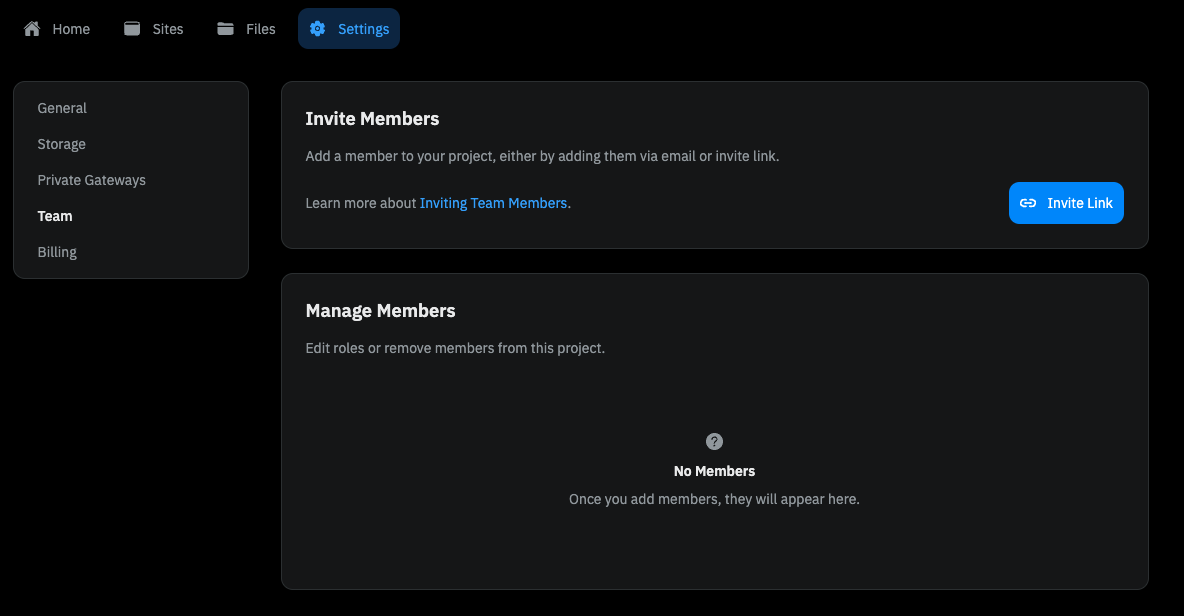 Home Sites Files Settings
General
Storage
Private Gateways
Team
Billing
Invite Members
Add a member to your project, either by adding them via email or invite link.
Learn more about Inviting Team Members.
Invite Link
Manage Members
Edit roles or remove members from this project.
?
No Members
Once you add members, they will appear here.